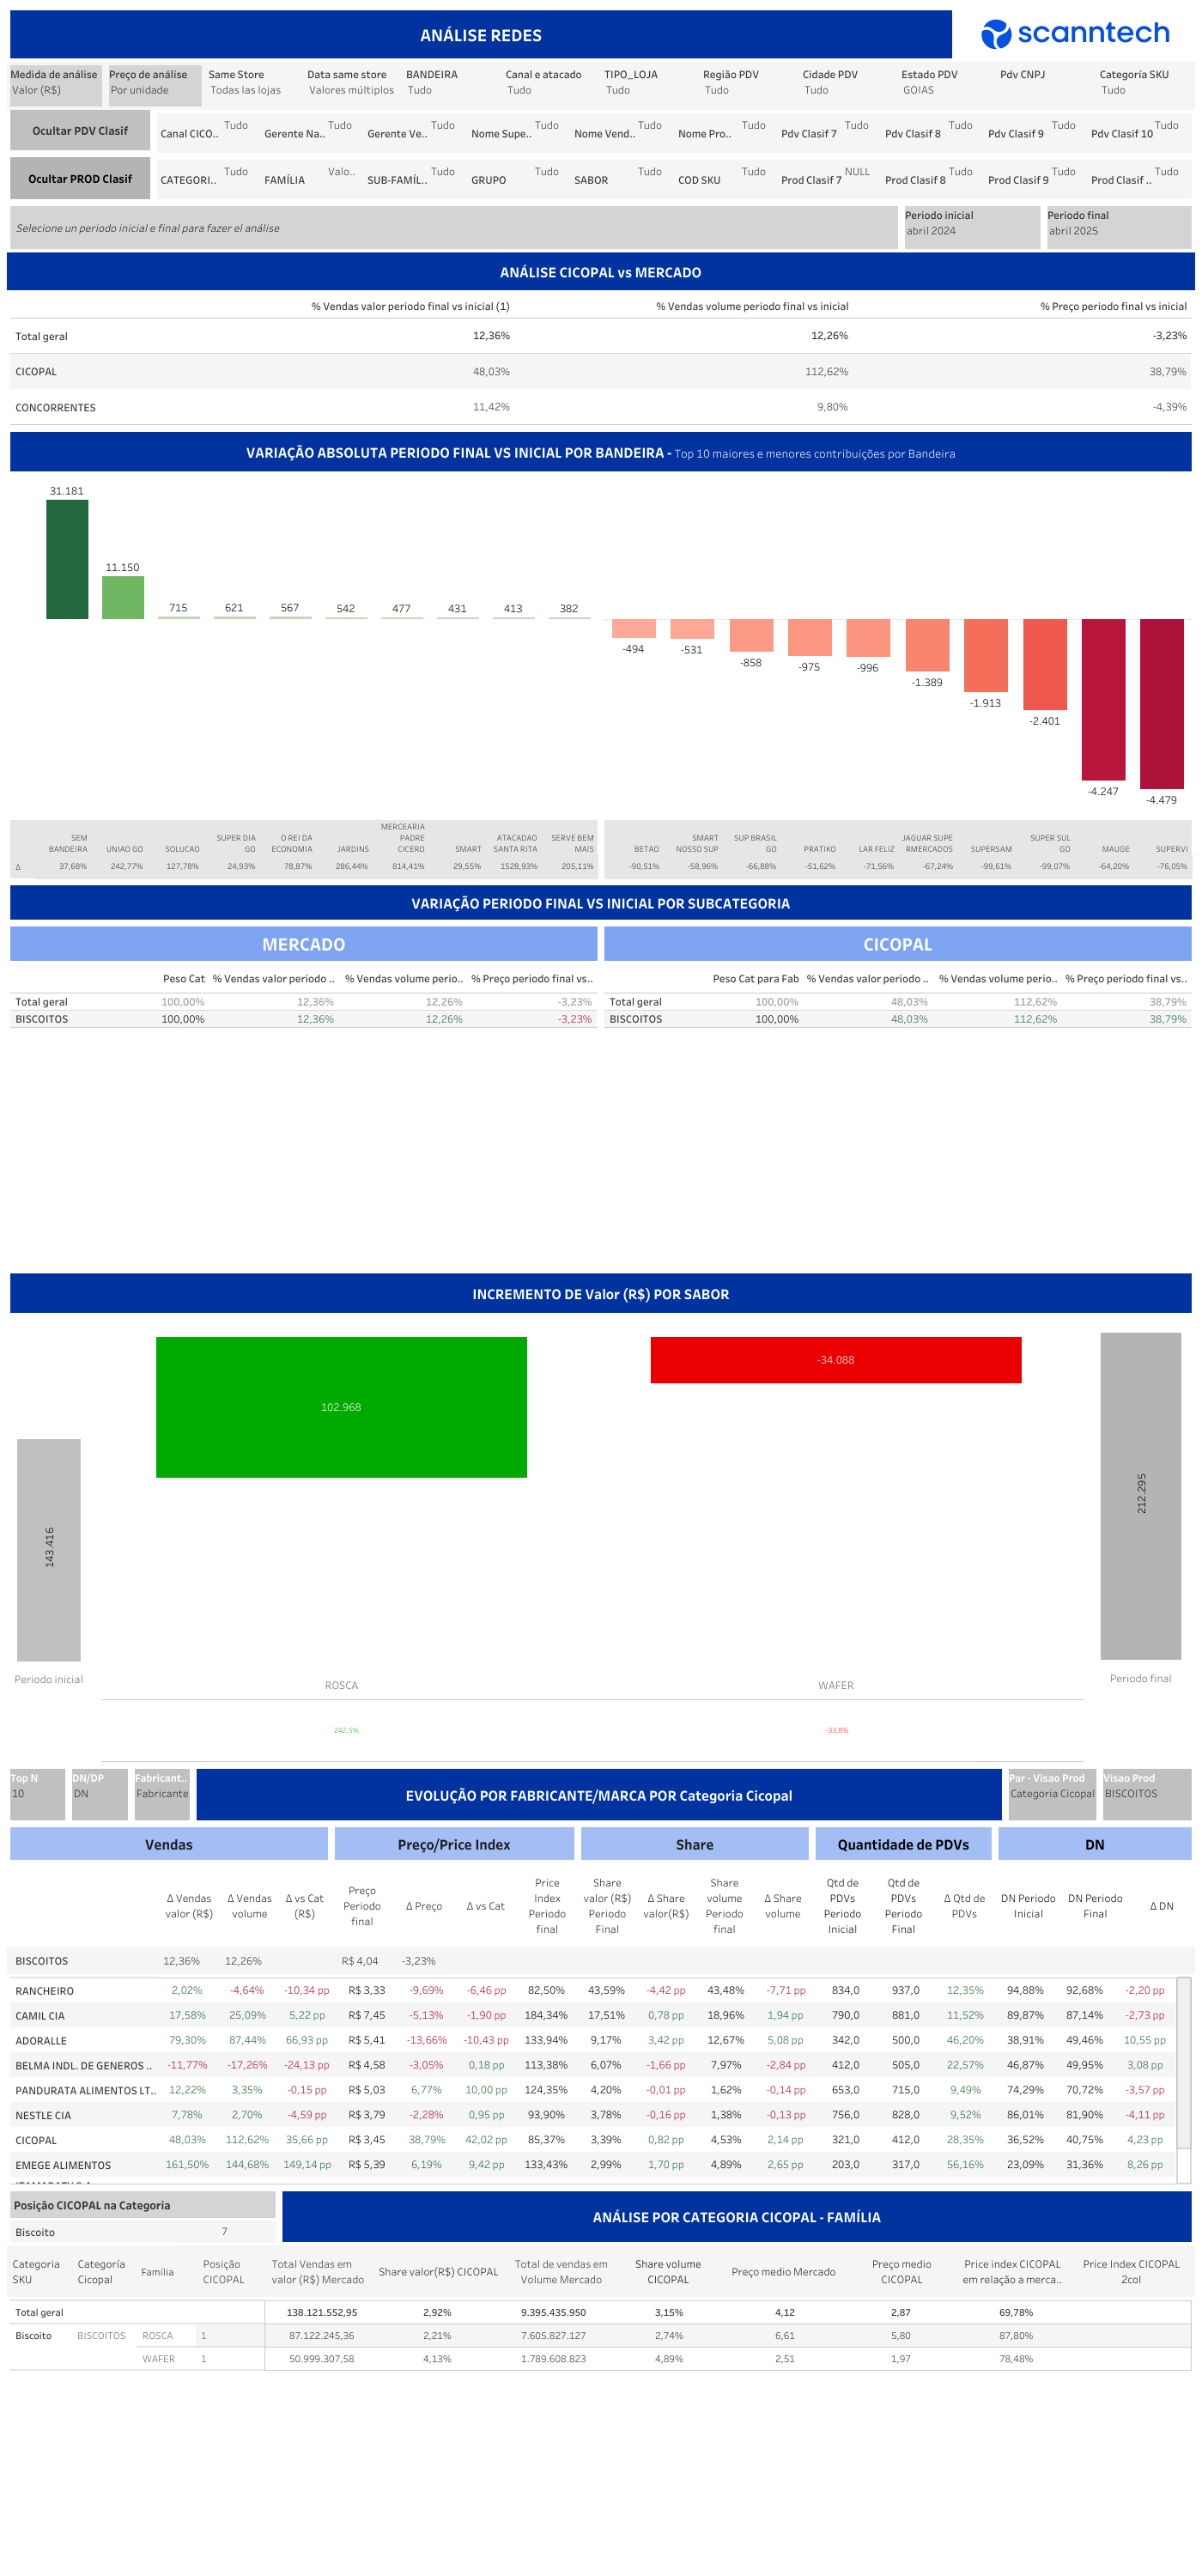 ANÁLISE REDES
scanntech
Medida de análise Preço de análise Same Store Data same store BANDEIRA Canal e atacado TIPO_LOJA Região PDV Cidade PDV Estado PDV Pdv CNPJ Categoría SKU
Valor (R$) Por unidade Todas las lojas Valores múltiplos Tudo Tudo Tudo Tudo Tudo GOIAS Tudo
Ocultar PDV Clasif
Canal CICO.. Tudo Gerente Na.. Tudo Gerente Ve.. Tudo Nome Supe.. Tudo Nome Vend.. Tudo Nome Pro.. Tudo Pdv Clasif 7 Tudo Pdv Clasif 8 Tudo Pdv Clasif 9 Tudo Pdv Clasif 10 Tudo
Ocultar PROD Clasif
CATEGORI.. Tudo FAMÍLIA Valo.. SUB-FAMÍL.. Tudo GRUPO Tudo SABOR Tudo COD SKU Tudo Prod Clasif 7 NULL Prod Clasif 8 Tudo Prod Clasif 9 Tudo Prod Clasif .. Tudo
Selecione un periodo inicial e final para fazer el análise
Periodo inicial
abril 2024
Periodo final
abril 2025
ANÁLISE CICOPAL vs MERCADO
% Vendas valor periodo final vs inicial (1) % Vendas volume periodo final vs inicial % Preço periodo final vs inicial
Total geral 12,36% 12,26% -3,23%
CICOPAL 48,03% 112,62% 38,79%
CONCORRENTES 11,42% 9,80% -4,39%
VARIAÇÃO ABSOLUTA PERIODO FINAL VS INICIAL POR BANDEIRA - Top 10 maiores e menores contribuições por Bandeira
31.181
11.150
715 621 567 542 477 431 413 382
-494 -531 -858 -975 -996 -1.389 -1.913 -2.401 -4.247 -4.479
SEM BANDEIRA UNIAO GO SOLUCAO SUPER DIA GO O REI DA ECONOMIA JARDINS MERCEARIA PADRE CICERO SMART ATACADAO SANTA RITA SERVE BEM MAIS
Δ 37,68% 242,77% 127,78% 24,93% 78,87% 286,44% 814,41% 29,55% 1528,93% 205,11%
BETAO SMART NOSSO SUP SUP BRASIL GO PRATIKO LAR FELIZ JAGUAR SUPE RMERCADOS SUPERSAM SUPER SUL GO MAUGE SUPERVI
-90,51% -58,96% -66,88% -51,62% -71,56% -67,24% -99,61% -99,07% -64,20% -76,05%
VARIAÇÃO PERIODO FINAL VS INICIAL POR SUBCATEGORIA
MERCADO
Peso Cat % Vendas valor periodo .. % Vendas volume perio.. % Preço periodo final vs..
Total geral 100,00% 12,36% 12,26% -3,23%
BISCOITOS 100,00% 12,36% 12,26% -3,23%
CICOPAL
Peso Cat para Fab % Vendas valor periodo .. % Vendas volume perio.. % Preço periodo final vs..
Total geral 100,00% 48,03% 112,62% 38,79%
BISCOITOS 100,00% 48,03% 112,62% 38,79%
INCREMENTO DE Valor (R$) POR SABOR
143.416
Periodo inicial
102.968
-34.088
212.295
Periodo final
ROSCA WAFER
242,5% -33,8%
Top N
10
DN/DP
DN
Fabricant..
Fabricante
EVOLUÇÃO POR FABRICANTE/MARCA POR Categoria Cicopal
Par - Visao Prod
Categoria Cicopal
Visao Prod
BISCOITOS
Vendas Preço/Price Index Share Quantidade de PDVs DN
Δ Vendas valor (R$) Δ Vendas volume Δ vs Cat (R$) Preço Periodo final Δ Preço Δ vs Cat Price Index Periodo final Share valor (R$) Periodo Final Δ Share valor(R$) Share volume Periodo final Δ Share volume Qtd de PDVs Periodo Inicial Qtd de PDVs Periodo Final Δ Qtd de PDVs DN Periodo Inicial DN Periodo Final Δ DN
BISCOITOS 12,36% 12,26% R$ 4,04 -3,23%
RANCHEIRO 2,02% -4,64% -10,34 pp R$ 3,33 -9,69% -6,46 pp 82,50% 43,59% -4,42 pp 43,48% -7,71 pp 834,0 937,0 12,35% 94,88% 92,68% -2,20 pp
CAMIL CIA 17,58% 25,09% 5,22 pp R$ 7,45 -5,13% -1,90 pp 184,34% 17,51% 0,78 pp 18,96% 1,94 pp 790,0 881,0 11,52% 89,87% 87,14% -2,73 pp
ADORALLE 79,30% 87,44% 66,93 pp R$ 5,41 -13,66% -10,43 pp 133,94% 9,17% 3,42 pp 12,67% 5,08 pp 342,0 500,0 46,20% 38,91% 49,46% 10,55 pp
BELMA INDL. DE GENEROS .. -11,77% -17,26% -24,13 pp R$ 4,58 -3,05% 0,18 pp 113,38% 6,07% -1,66 pp 7,97% -2,84 pp 412,0 505,0 22,57% 46,87% 49,95% 3,08 pp
PANDURATA ALIMENTOS LT.. 12,22% 3,35% -0,15 pp R$ 5,03 6,77% 10,00 pp 124,35% 4,20% -0,01 pp 1,62% -0,14 pp 653,0 715,0 9,49% 74,29% 70,72% -3,57 pp
NESTLE CIA 7,78% 2,70% -4,59 pp R$ 3,79 -2,28% 0,95 pp 93,90% 3,78% -0,16 pp 1,38% -0,13 pp 756,0 828,0 9,52% 86,01% 81,90% -4,11 pp
CICOPAL 48,03% 112,62% 35,66 pp R$ 3,45 38,79% 42,02 pp 85,37% 3,39% 0,82 pp 4,53% 2,14 pp 321,0 412,0 28,35% 36,52% 40,75% 4,23 pp
EMEGE ALIMENTOS 161,50% 144,68% 149,14 pp R$ 5,39 6,19% 9,42 pp 133,43% 2,99% 1,70 pp 4,89% 2,65 pp 203,0 317,0 56,16% 23,09% 31,36% 8,26 pp
Posição CICOPAL na Categoria
Biscoito 7
ANÁLISE POR CATEGORIA CICOPAL - FAMÍLIA
Categoria SKU Categoría Cicopal Família Posição CICOPAL Total Vendas em valor (R$) Mercado Share valor(R$) CICOPAL Total de vendas em Volume Mercado Share volume CICOPAL Preço medio Mercado Preço medio CICOPAL Price index CICOPAL em relação a merca.. Price Index CICOPAL 2col
Total geral 138.121.552,95 2,92% 9.395.435.950 3,15% 4,12 2,87 69,78%
Biscoito BISCOITOS ROSCA 1 87.122.245,36 2,21% 7.605.827.127 2,74% 6,61 5,80 87,80%
WAFER 1 50.999.307,58 4,13% 1.789.608.823 4,89% 2,51 1,97 78,48%